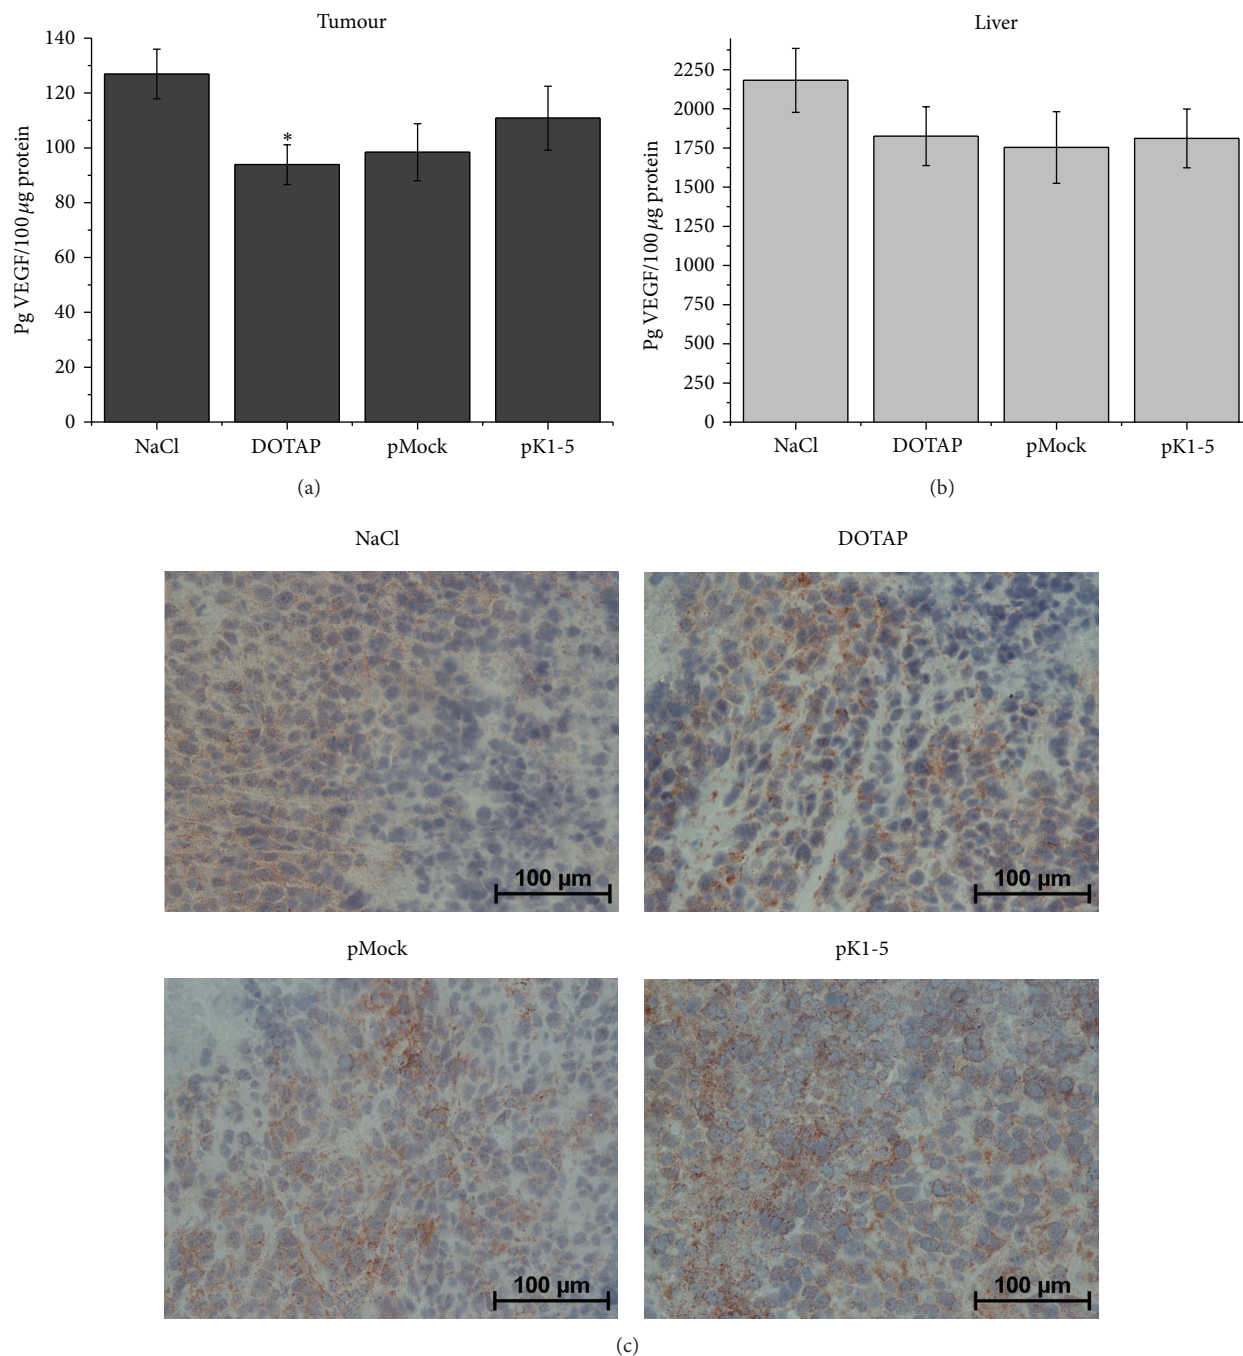 Tumour
Pg VEGF/100 μg protein
140
120
100
80
60
40
20
0
*
NaCl DOTAP pMock pK1-5
(a)
Liver
Pg VEGF/100 μg protein
2250
2000
1750
1500
1250
1000
750
500
250
0
NaCl DOTAP pMock pK1-5
(b)
NaCl
100 μm
DOTAP
100 μm
pMock
100 μm
pK1-5
100 μm
(c)